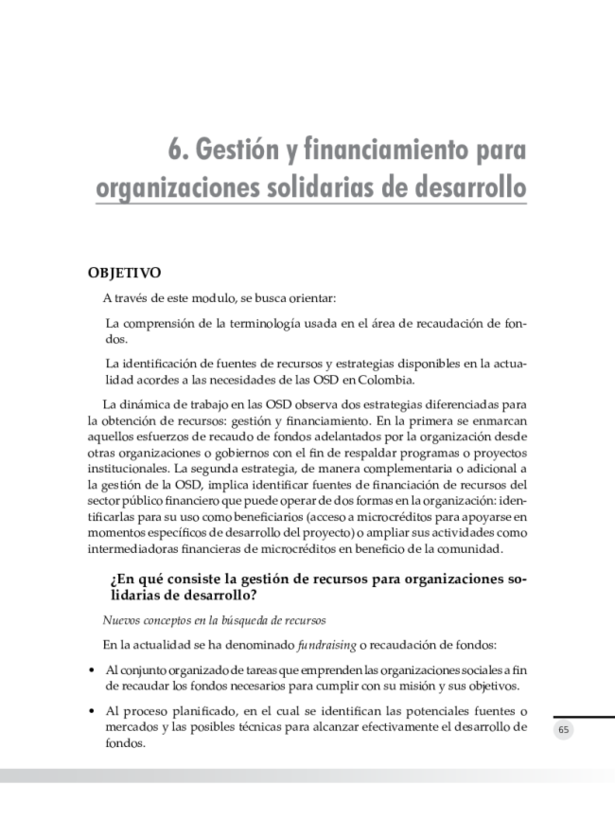 6. Gestión y financiamiento para
organizaciones solidarias de desarrollo
OBJETIVO
A través de este modulo, se busca orientar:
La comprensión de la terminología usada en el área de recaudación de fon-
dos.
La identificación de fuentes de recursos y estrategias disponibles en la actua-
lidad acordes a las necesidades de las OSD en Colombia.
La dinámica de trabajo en las OSD observa dos estrategias diferenciadas para
la obtención de recursos: gestión y financiamiento. En la primera se enmarcan
aquellos esfuerzos de recaudo de fondos adelantados por la organización desde
otras organizaciones o gobiernos con el fin de respaldar programas o proyectos
institucionales. La segunda estrategia, de manera complementaria o adicional a
la gestión de la OSD, implica identificar fuentes de financiación de recursos del
sector público financiero que puede operar de dos formas en la organización: iden-
tificarlas para su uso como beneficiarios (acceso a microcréditos para apoyarse en
momentos específicos de desarrollo del proyecto) o ampliar sus actividades como
intermediadoras financieras de microcréditos en beneficio de la comunidad.
¿En qué consiste la gestión de recursos para organizaciones so-
lidarias de desarrollo?
Nuevos conceptos en la búsqueda de recursos
En la actualidad se ha denominado fundraising o recaudación de fondos:
• Al conjunto organizado de tareas que emprenden las organizaciones sociales a fin
de recaudar los fondos necesarios para cumplir con su misión y sus objetivos.
• Al proceso planificado, en el cual se identifican las potenciales fuentes o
mercados y las posibles técnicas para alcanzar efectivamente el desarrollo de
fondos.
65